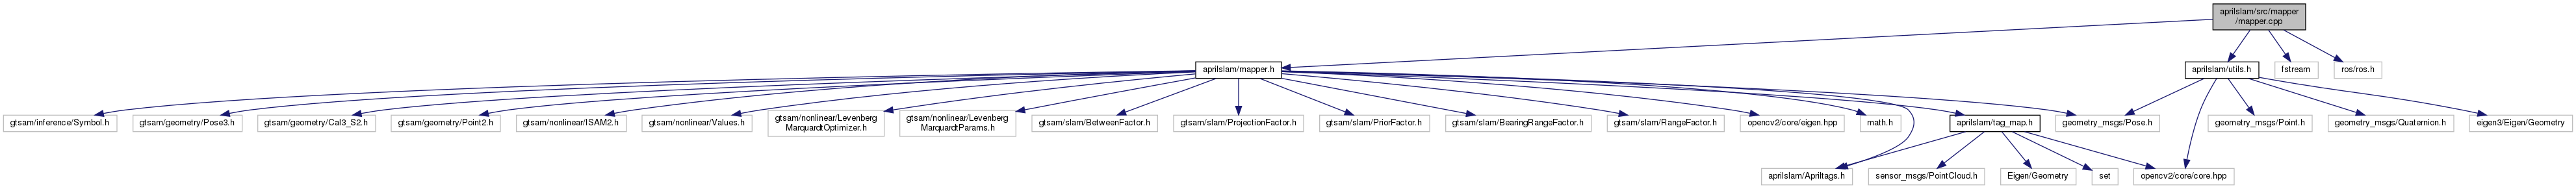 aprilslam/src/mapper
/mapper.cpp
aprilslam/mapper.h
aprilslam/utils.h
fstream
ros/ros.h
gtsam/inference/Symbol.h
gtsam/geometry/Pose3.h
gtsam/geometry/Cal3_S2.h
gtsam/geometry/Point2.h
gtsam/nonlinear/ISAM2.h
gtsam/nonlinear/Values.h
gtsam/nonlinear/Levenberg
MarquardtOptimizer.h
gtsam/nonlinear/Levenberg
MarquardtParams.h
gtsam/slam/BetweenFactor.h
gtsam/slam/ProjectionFactor.h
gtsam/slam/PriorFactor.h
gtsam/slam/BearingRangeFactor.h
gtsam/slam/RangeFactor.h
opencv2/core/eigen.hpp
math.h
aprilslam/tag_map.h
geometry_msgs/Pose.h
geometry_msgs/Point.h
geometry_msgs/Quaternion.h
eigen3/Eigen/Geometry
aprilslam/Apriltags.h
sensor_msgs/PointCloud.h
Eigen/Geometry
set
opencv2/core/core.hpp